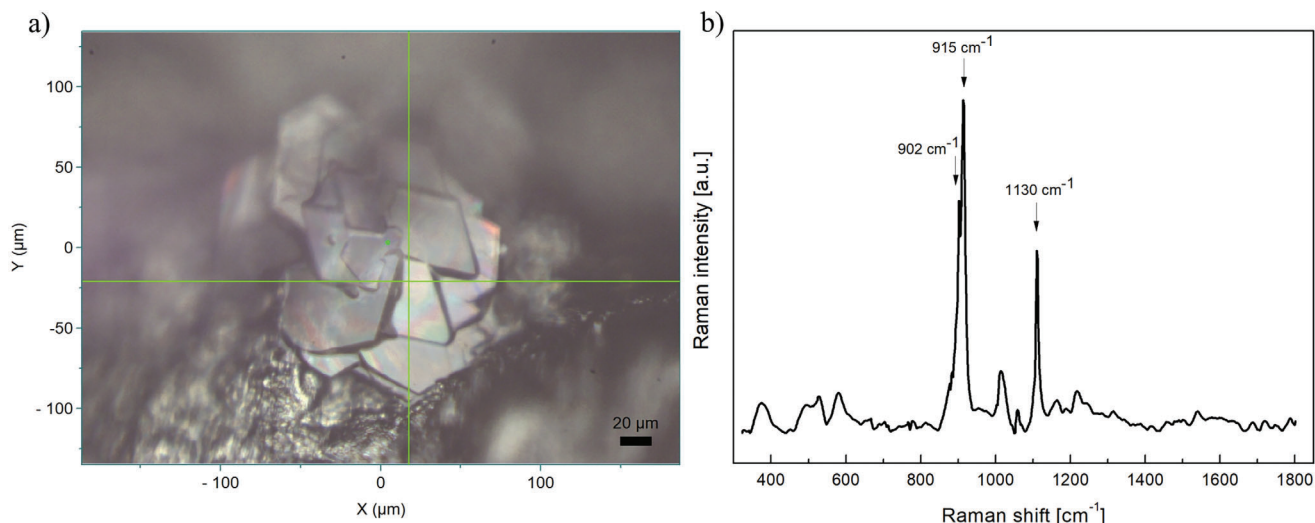 a)
100
50
0
- 50
- 100
Y (µm)
- 100
0
100
X (µm)
20 µm
b)
915 cm-1
902 cm-1
1130 cm-1
Raman intensity [a.u.]
400
600
800
1000
1200
1400
1600
1800
Raman shift [cm-1]